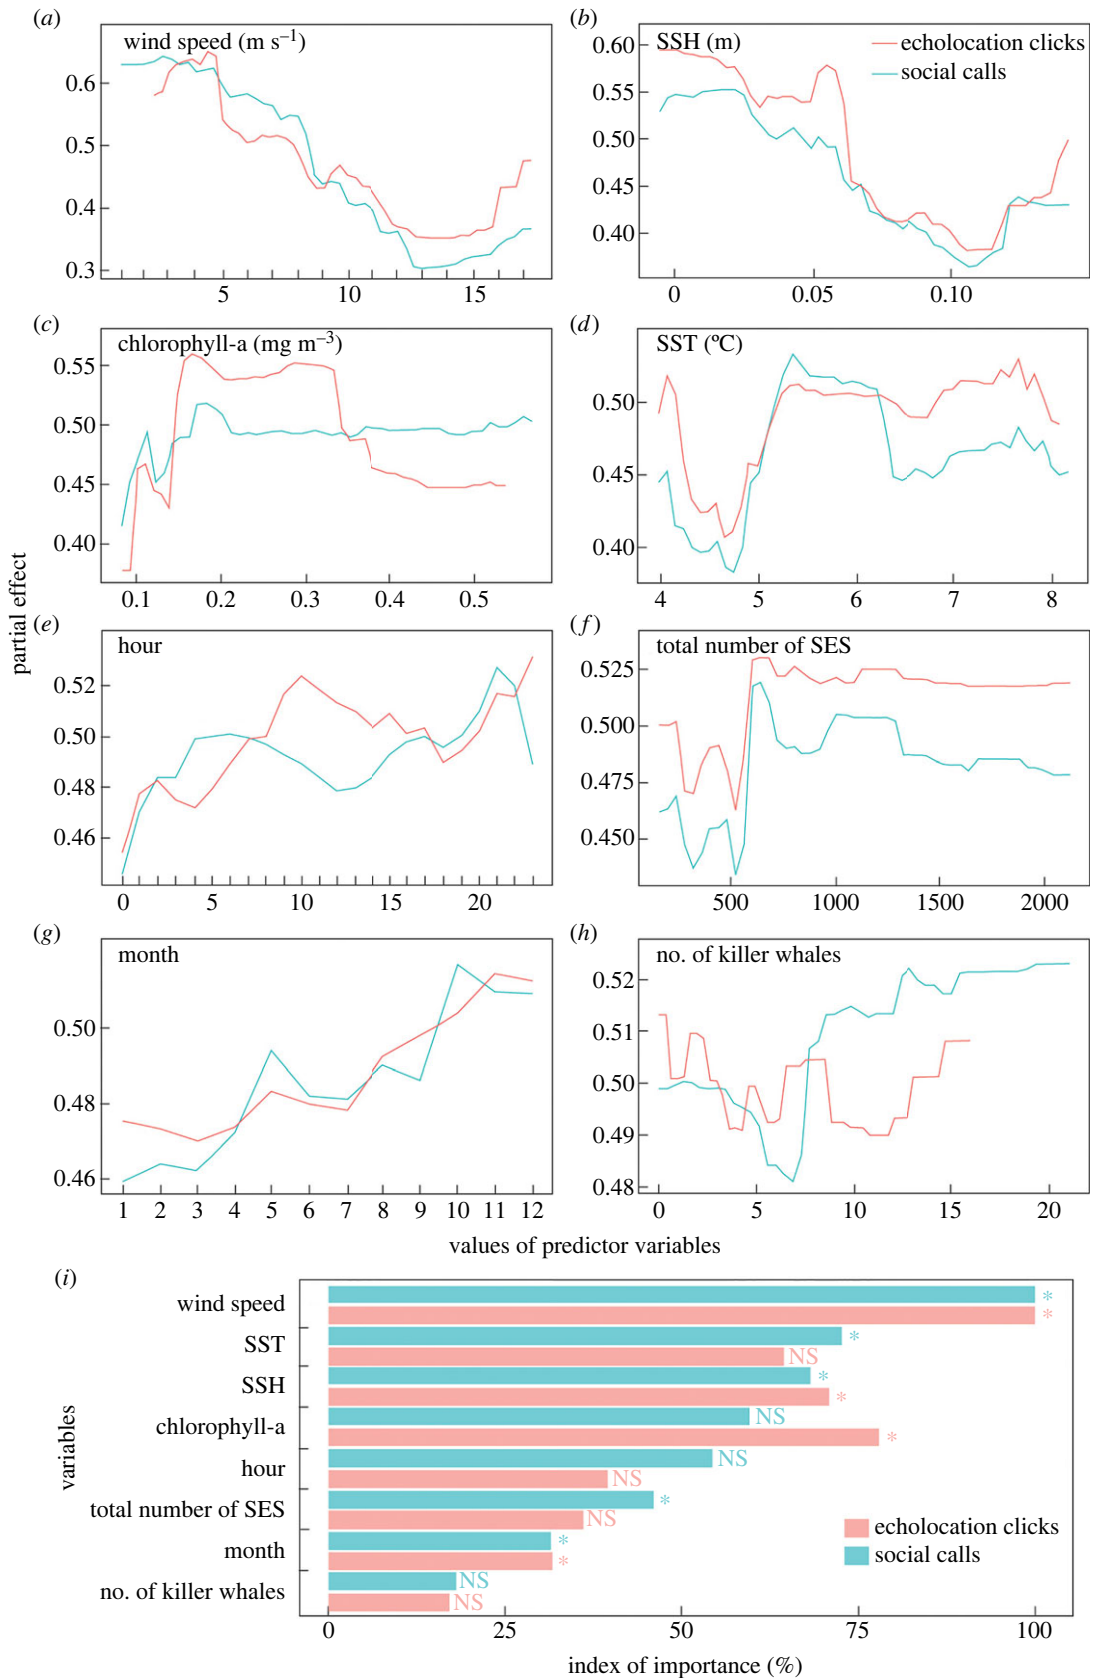 (a)
wind speed (m s⁻¹)
0.6
0.5
0.4
0.3
5 10 15
(b)
SSH (m)
echolocation clicks
social calls
0.60
0.55
0.50
0.45
0.40
0 0.05 0.10
(c)
chlorophyll-a (mg m⁻³)
0.55
0.50
0.45
0.40
0.1 0.2 0.3 0.4 0.5
(d)
SST (ºC)
0.50
0.45
0.40
4 5 6 7 8
partial effect
(e)
hour
0.52
0.50
0.48
0.46
0 5 10 15 20
(f)
total number of SES
0.525
0.500
0.475
0.450
500 1000 1500 2000
(g)
month
0.50
0.48
0.46
1 2 3 4 5 6 7 8 9 10 11 12
(h)
no. of killer whales
0.52
0.51
0.50
0.49
0.48
0 5 10 15 20
values of predictor variables
(i)
variables
wind speed
*
*
SST
*
NS
SSH
*
*
chlorophyll-a
NS
*
hour
NS
NS
total number of SES
*
NS
month
*
*
no. of killer whales
NS
NS
echolocation clicks
social calls
0 25 50 75 100
index of importance (%)